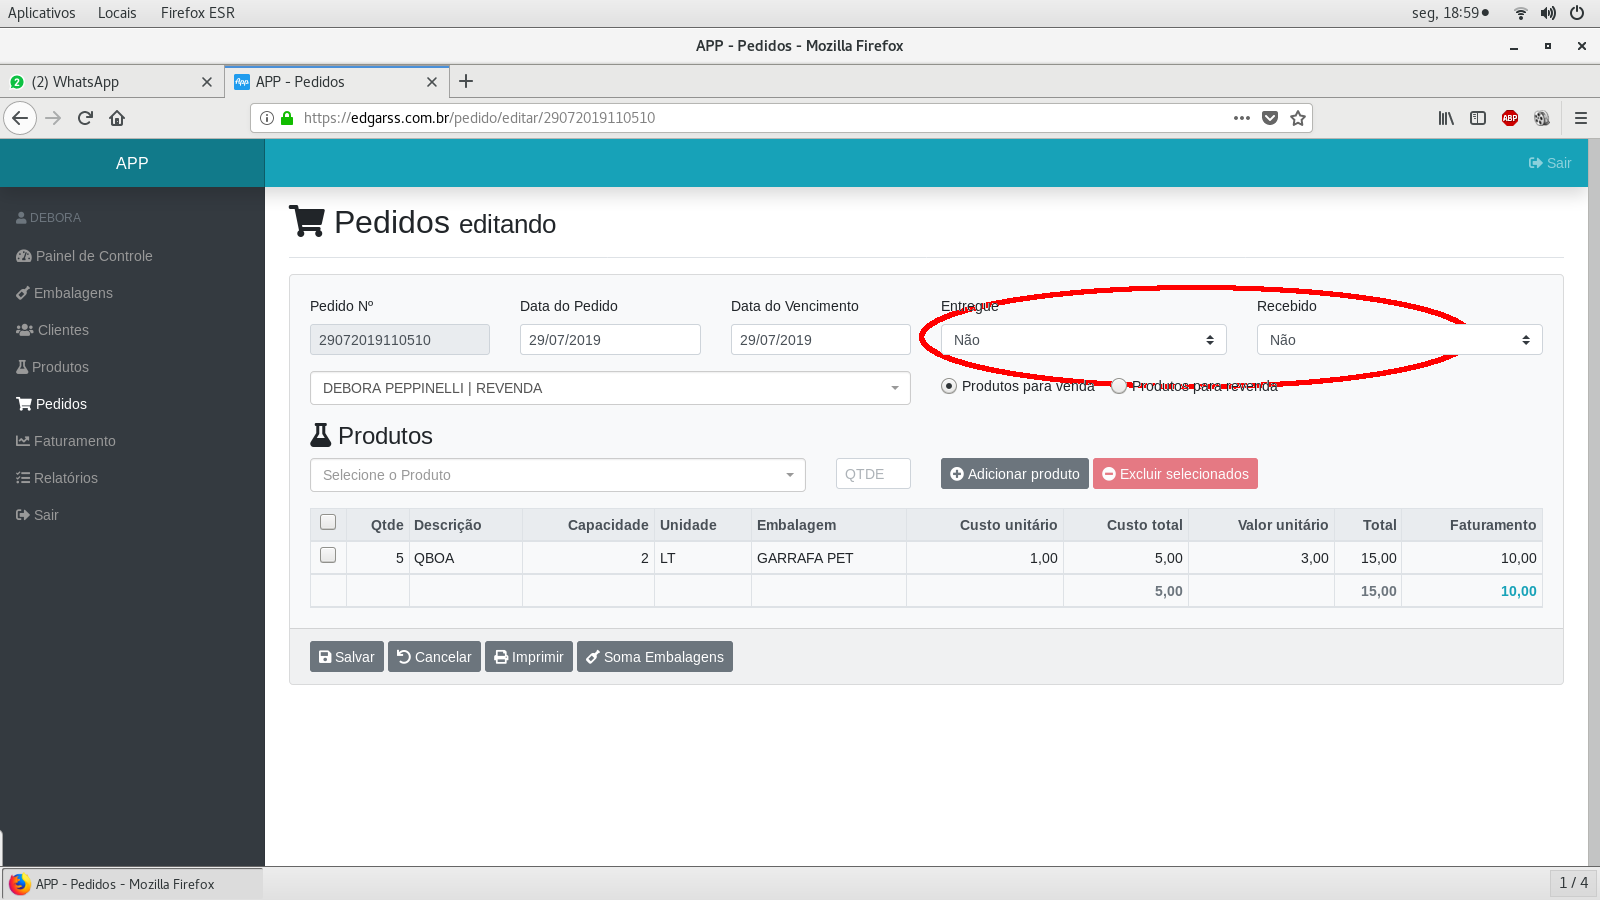 Aplicativos Locais Firefox ESR seg, 18:59
APP - Pedidos - Mozilla Firefox
2 (2) WhatsApp App APP - Pedidos
https://edgarss.com.br/pedido/editar/29072019110510 ABP
APP Sair
DEBORA
Painel de Controle
Embalagens
Clientes
Produtos
Pedidos
Faturamento
Relatórios
Sair
Pedidos editando
Pedido Nº Data do Pedido Data do Vencimento Entregue Recebido
29072019110510 29/07/2019 29/07/2019 Não Não
DEBORA PEPPINELLI | REVENDA Produtos para venda Produtos para revenda
Produtos
Selecione o Produto QTDE Adicionar produto Excluir selecionados
Qtde Descrição Capacidade Unidade Embalagem Custo unitário Custo total Valor unitário Total Faturamento
5 QBOA 2 LT GARRAFA PET 1,00 5,00 3,00 15,00 10,00
5,00 15,00 10,00
Salvar Cancelar Imprimir Soma Embalagens
APP - Pedidos - Mozilla Firefox 1 / 4